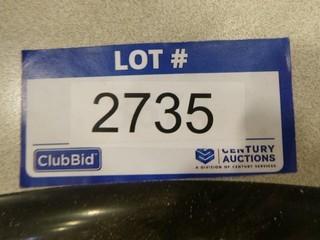 LOT #
2735
ClubBid
CENTURY
AUCTIONS
A DIVISION OF CENTURY SERVICES